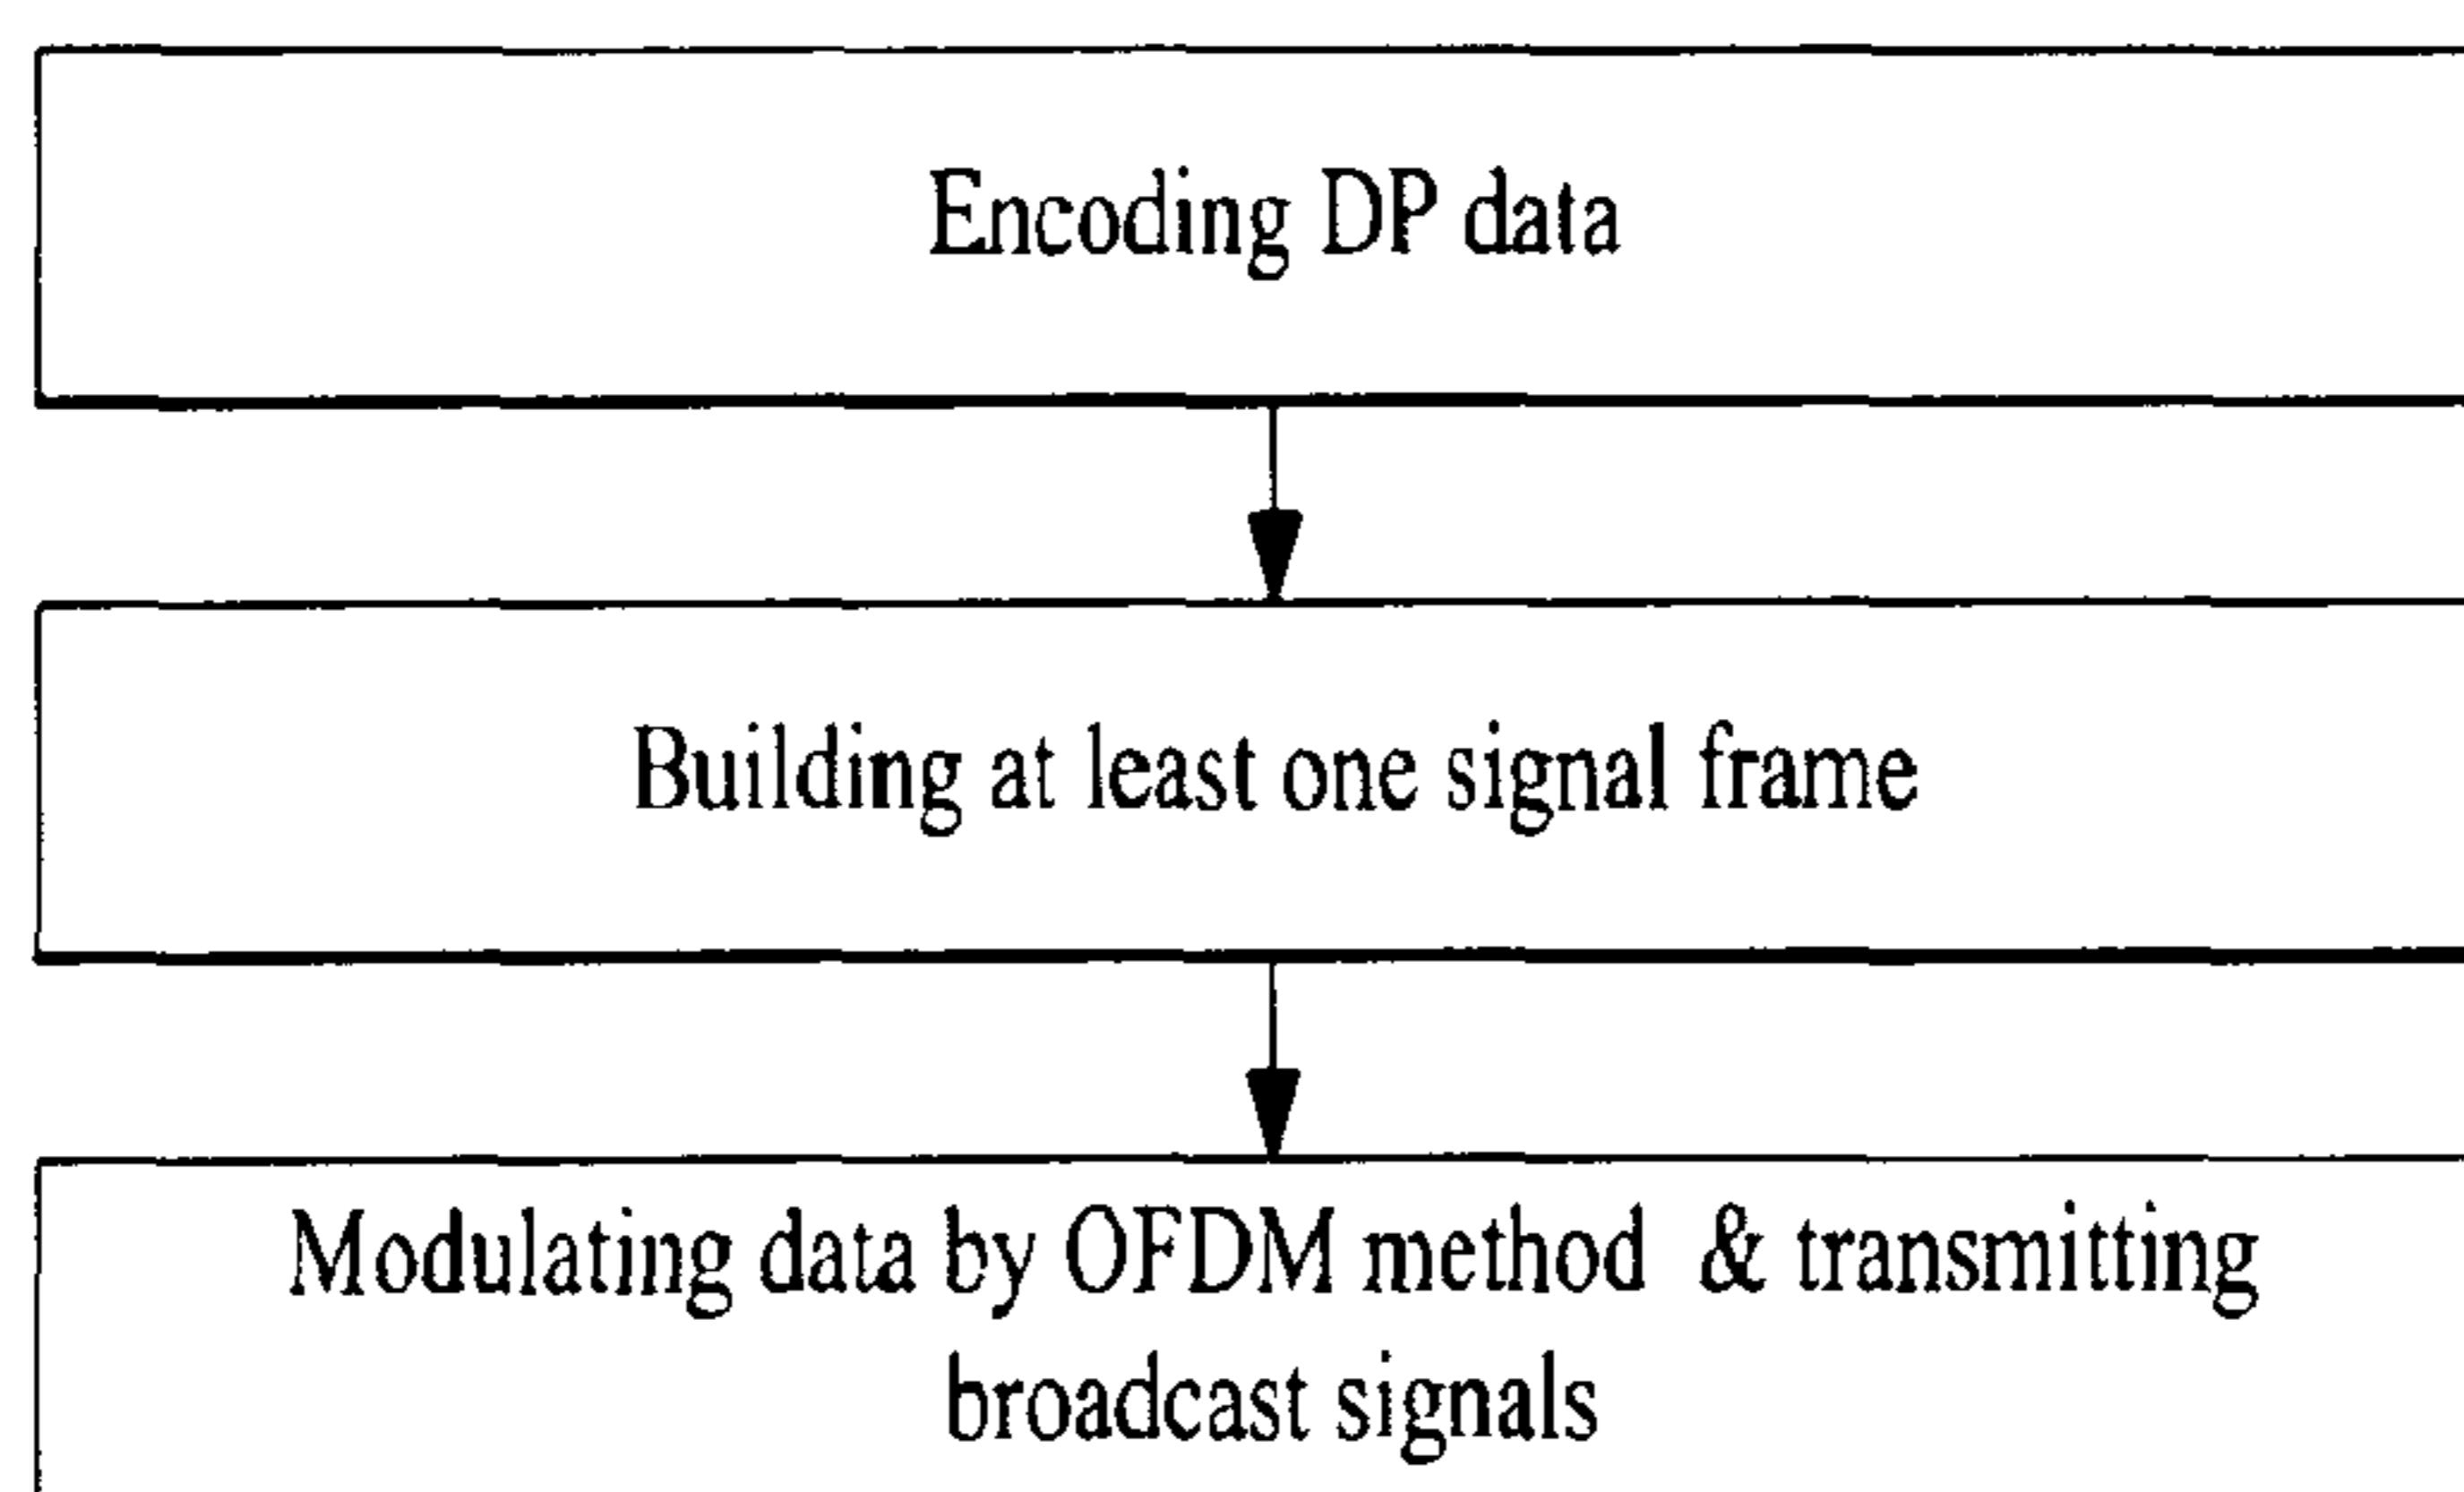 Encoding DP data
Building at least one signal frame
Modulating data by OFDM method & transmitting
broadcast signals